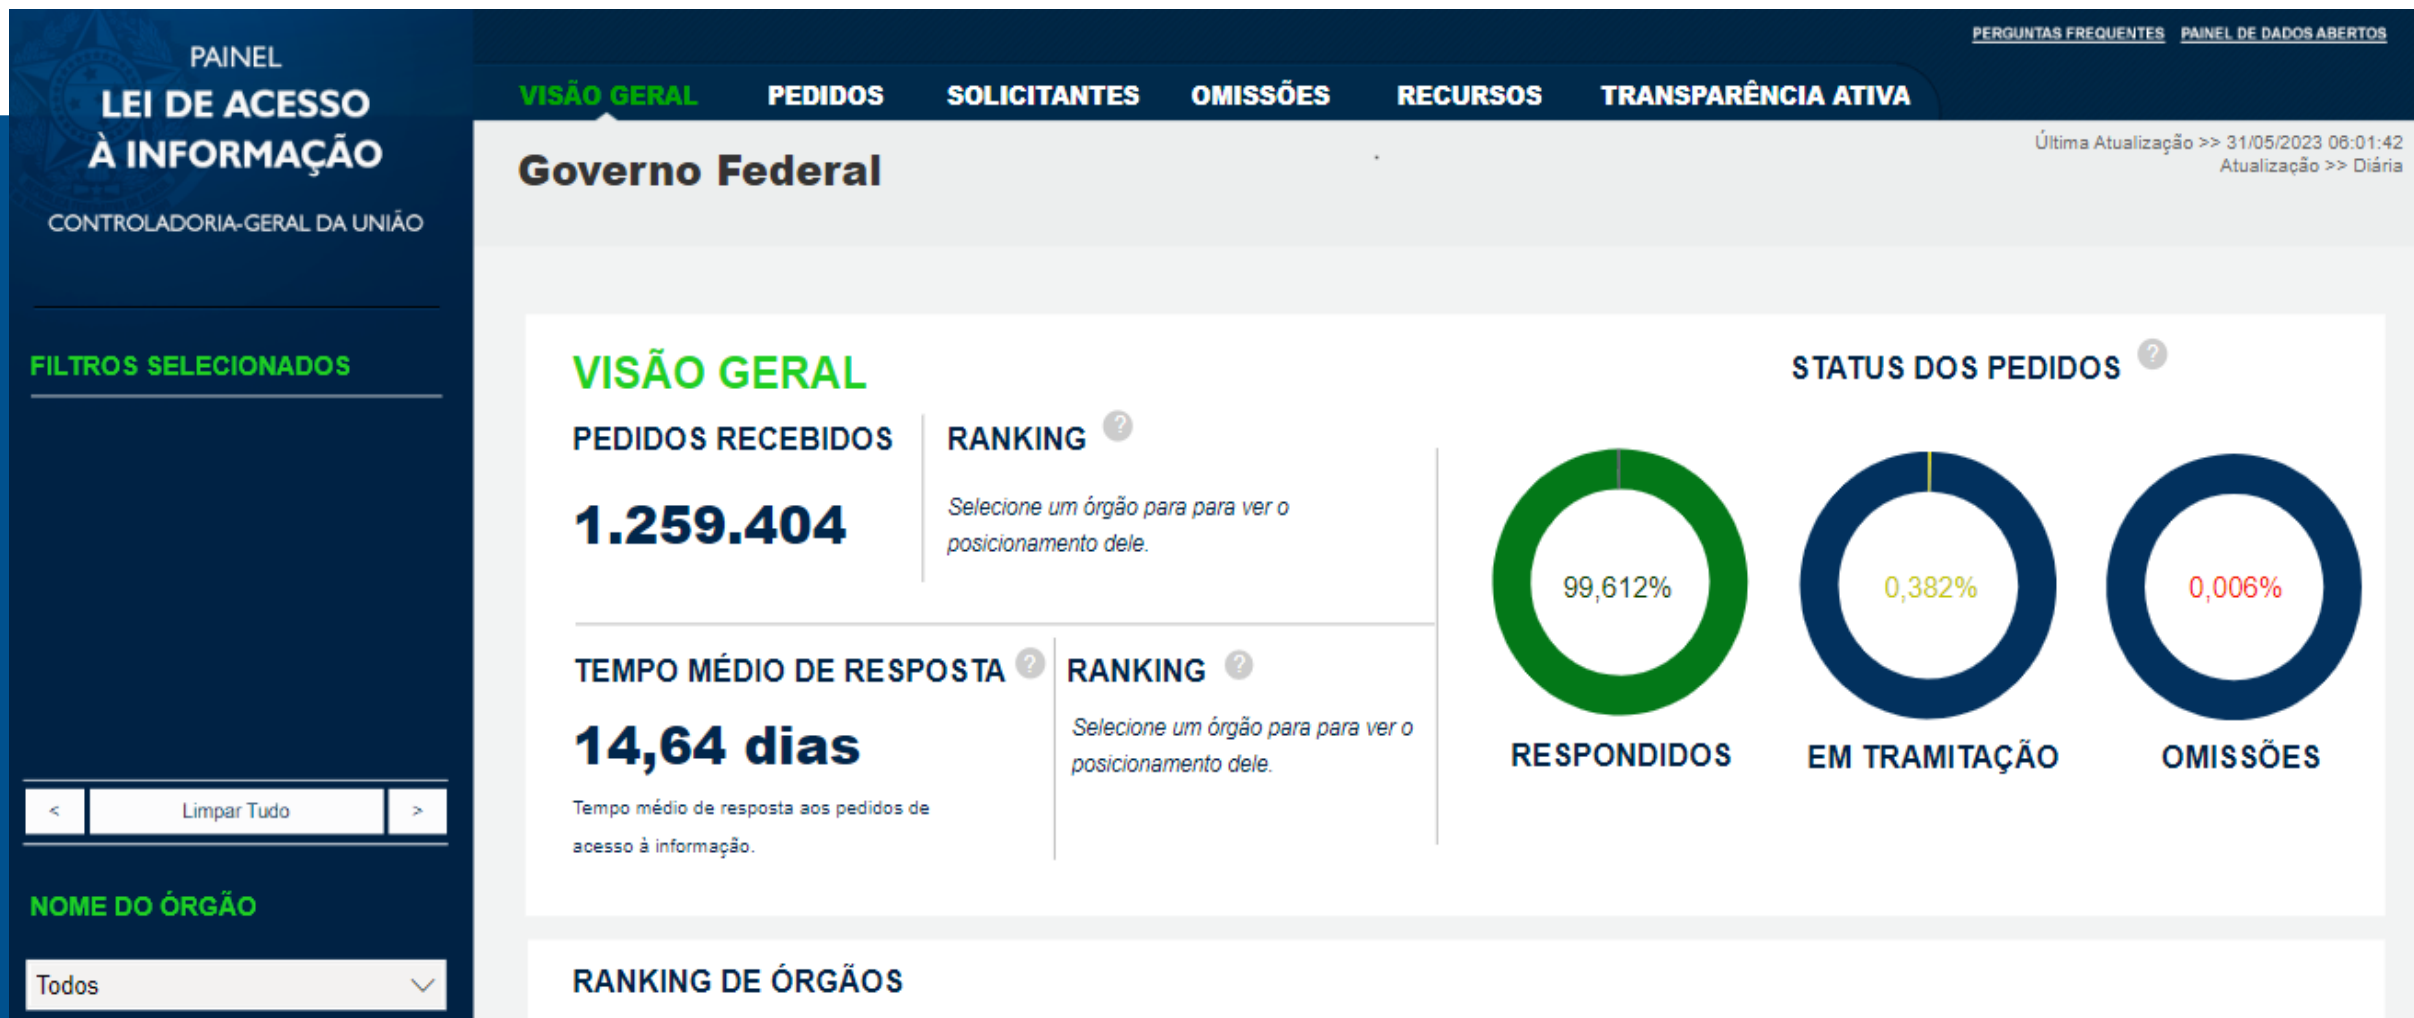 PAINEL
LEI DE ACESSO
À INFORMAÇÃO
CONTROLADORIA-GERAL DA UNIÃO
FILTROS SELECIONADOS
<
Limpar Tudo
>
NOME DO ÓRGÃO
Todos
PERGUNTAS FREQUENTES PAINEL DE DADOS ABERTOS
VISÃO GERAL PEDIDOS SOLICITANTES OMISSÕES RECURSOS TRANSPARÊNCIA ATIVA
Governo Federal
Última Atualização >> 31/05/2023 06:01:42
Atualização >> Diária
VISÃO GERAL
PEDIDOS RECEBIDOS
1.259.404
RANKING ?
Selecione um órgão para para ver o
posicionamento dele.
TEMPO MÉDIO DE RESPOSTA ?
14,64 dias
Tempo médio de resposta aos pedidos de
acesso à informação.
RANKING ?
Selecione um órgão para para ver o
posicionamento dele.
STATUS DOS PEDIDOS ?
99,612%
RESPONDIDOS
0,382%
EM TRAMITAÇÃO
0,006%
OMISSÕES
RANKING DE ÓRGÃOS